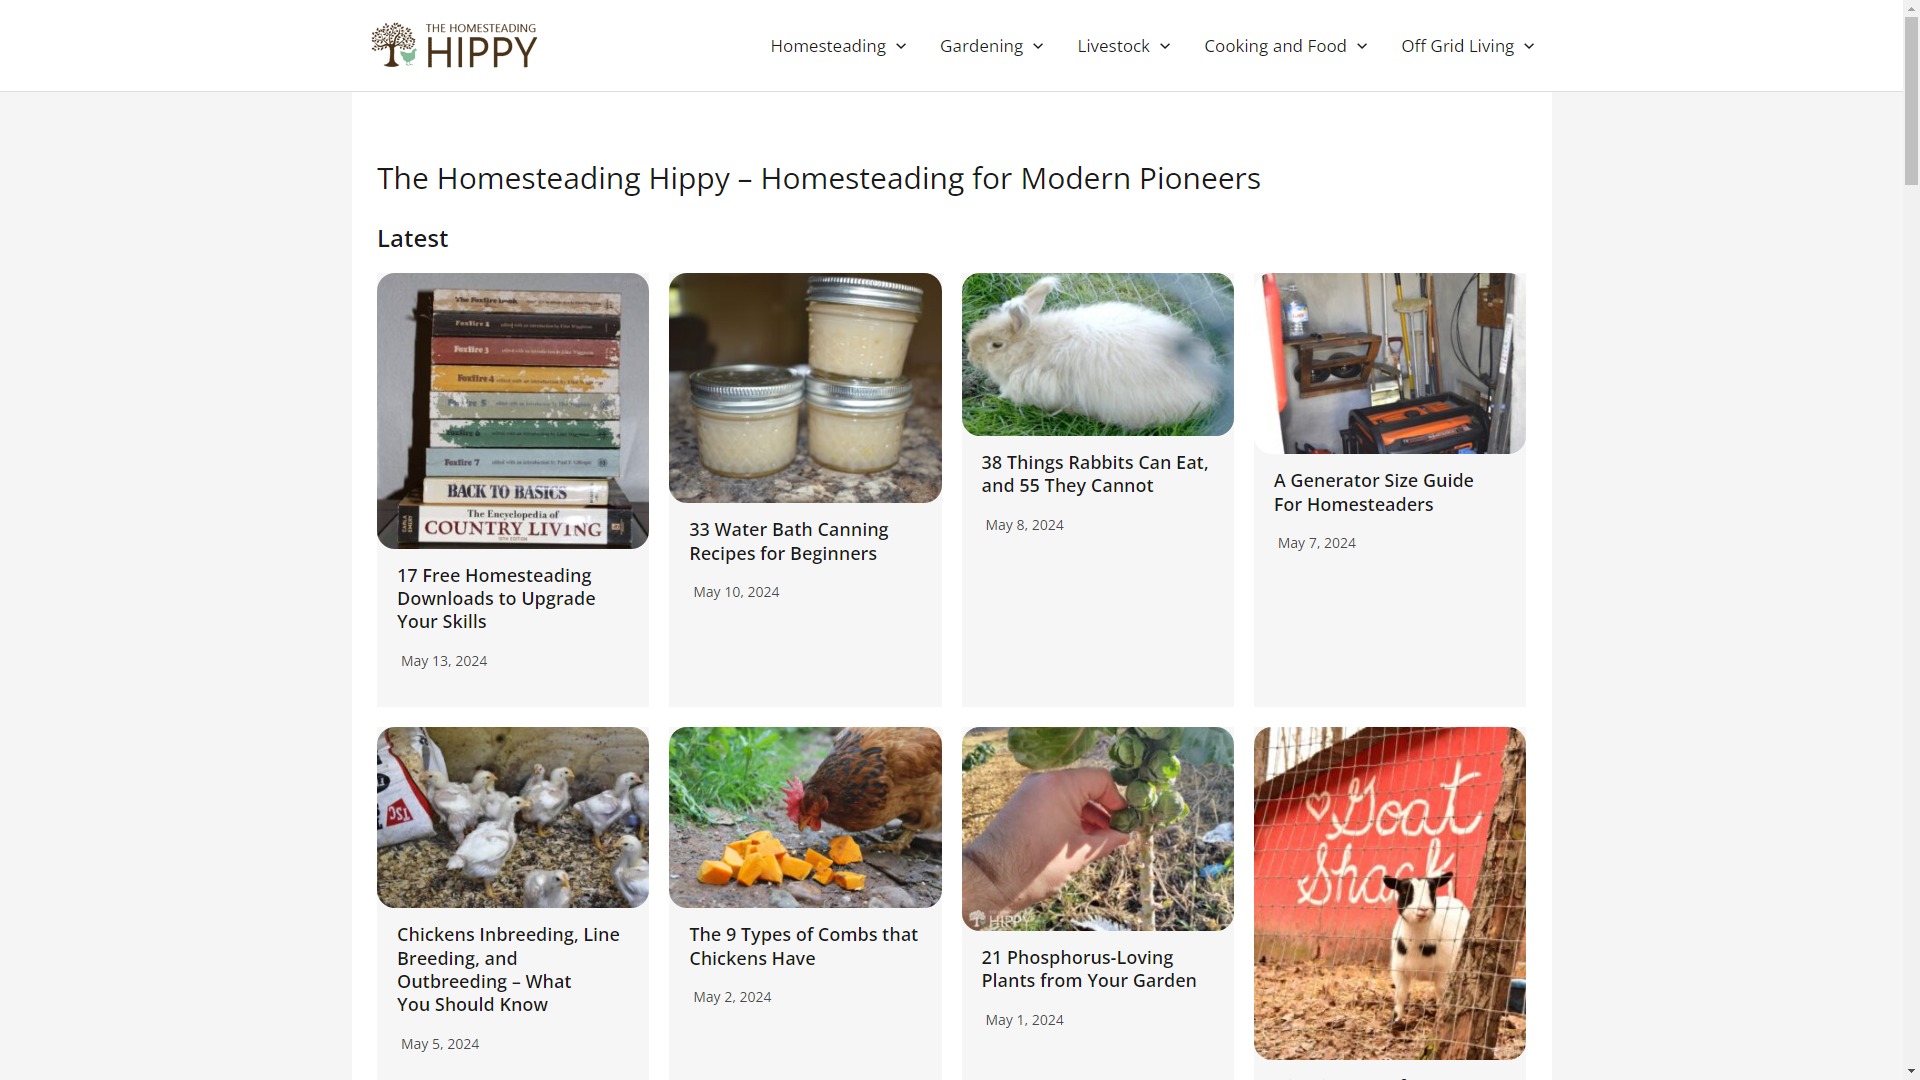 THE HOMESTEADING
HIPPY
Homesteading
Gardening
Livestock
Cooking and Food
Off Grid Living
The Homesteading Hippy – Homesteading for Modern Pioneers
Latest
The Foxfire book
Foxfire 2
Foxfire 3
Foxfire 4
Foxfire 5
Foxfire 6
Foxfire 7
BACK TO BASICS
The Encyclopedia of
COUNTRY LIVING
17 Free Homesteading
Downloads to Upgrade
Your Skills
May 13, 2024
33 Water Bath Canning
Recipes for Beginners
May 10, 2024
38 Things Rabbits Can Eat,
and 55 They Cannot
May 8, 2024
A Generator Size Guide
For Homesteaders
May 7, 2024
TSC
Chickens Inbreeding, Line
Breeding, and
Outbreeding – What
You Should Know
May 5, 2024
The 9 Types of Combs that
Chickens Have
May 2, 2024
HIPPY
21 Phosphorus-Loving
Plants from Your Garden
May 1, 2024
Goat
Shack